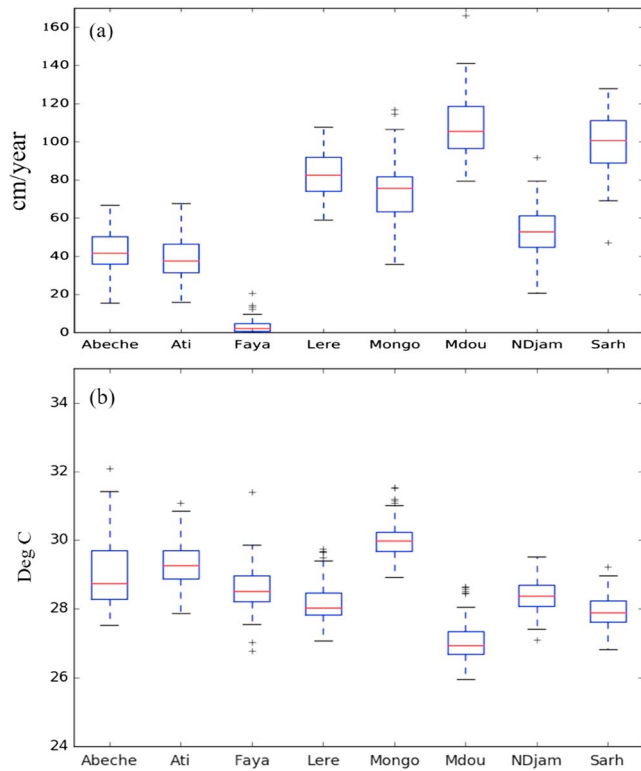 (a)
cm/year
160
140
120
100
80
60
40
20
0
Abeche Ati Faya Lere Mongo Mdou NDjam Sarh
(b)
Deg C
34
32
30
28
26
24
Abeche Ati Faya Lere Mongo Mdou NDjam Sarh